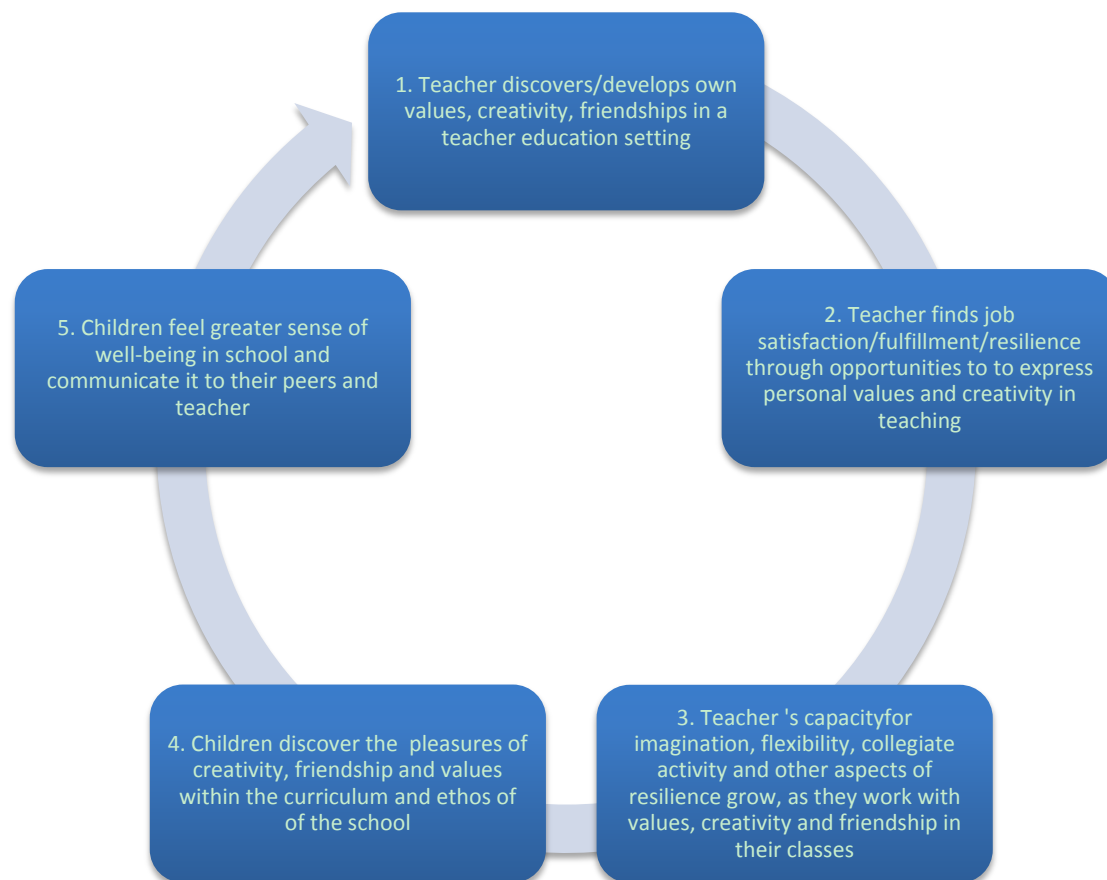 1. Teacher discovers/develops own
values, creativity, friendships in a
teacher education setting
2. Teacher finds job
satisfaction/fulfillment/resilience
through opportunities to to express
personal values and creativity in
teaching
3. Teacher 's capacityfor
imagination, flexibility, collegiate
activity and other aspects of
resilience grow, as they work with
values, creativity and friendship in
their classes
4. Children discover the  pleasures of
creativity, friendship and values
within the curriculum and ethos of
of the school
5. Children feel greater sense of
well-being in school and
communicate it to their peers and
teacher